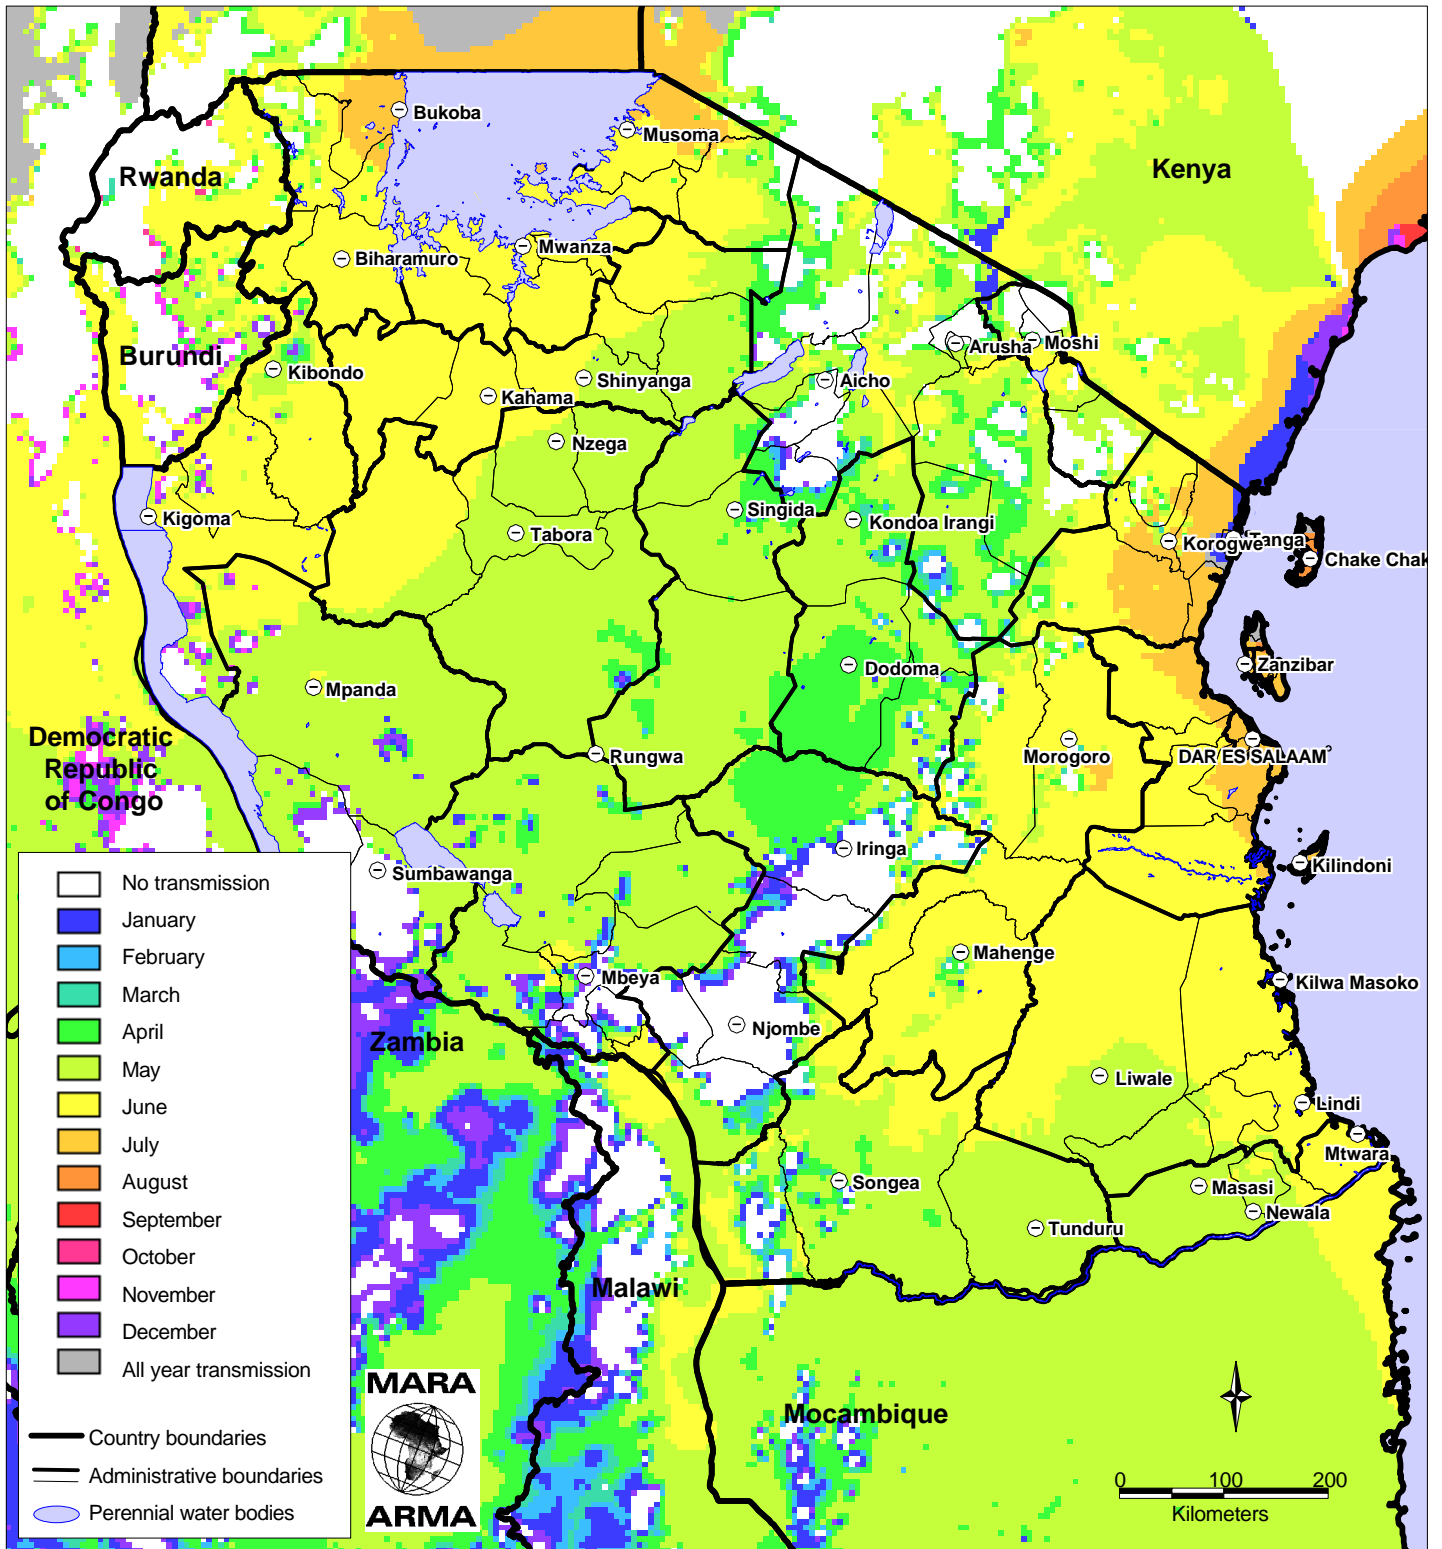 Bukoba
Musoma
Rwanda
Kenya
Mwanza
Biharamuro
Burundi
Arusha
Moshi
Kibondo
Shinyanga
Aicho
Kahama
Nzega
Kigoma
Singida
Kondoa Irangi
Tabora
Korogwe
Tanga
Chake Chak
Dodoma
Zanzibar
Mpanda
Democratic
Republic
of Congo
Rungwa
Morogoro
DAR ES SALAAM
Iringa
Kilindoni
Sumbawanga
Mahenge
Mbeya
Kilwa Masoko
Njombe
Zambia
Liwale
Lindi
Mtwara
Songea
Masasi
Newala
Tunduru
Malawi
Mocambique
No transmission
January
February
March
April
May
June
July
August
September
October
November
December
All year transmission
Country boundaries
Administrative boundaries
Perennial water bodies
MARA
ARMA
0 100 200
Kilometers